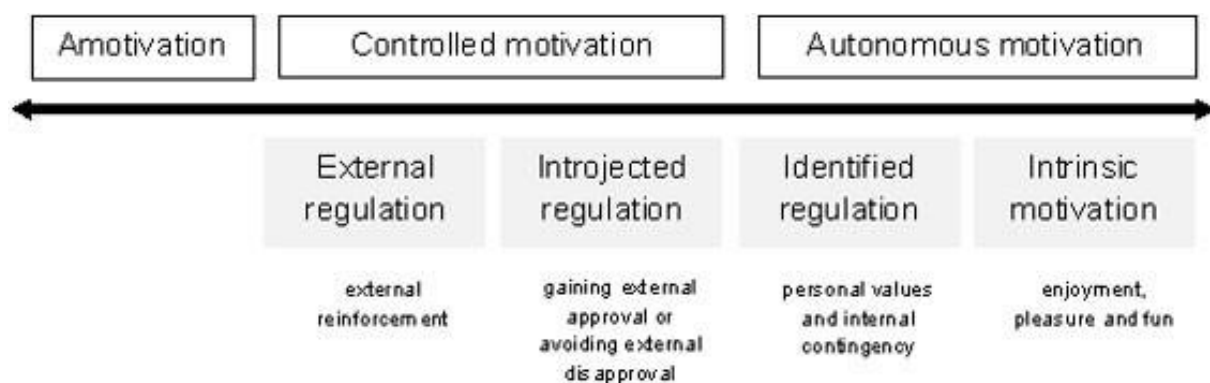 Amotivation
Controlled motivation
Autonomous motivation
External
regulation
Introjected
regulation
Identified
regulation
Intrinsic
motivation
external
reinforcement
gaining external
approval or
avoiding external
disapproval
personal values
and internal
contingency
enjoyment,
pleasure and fun